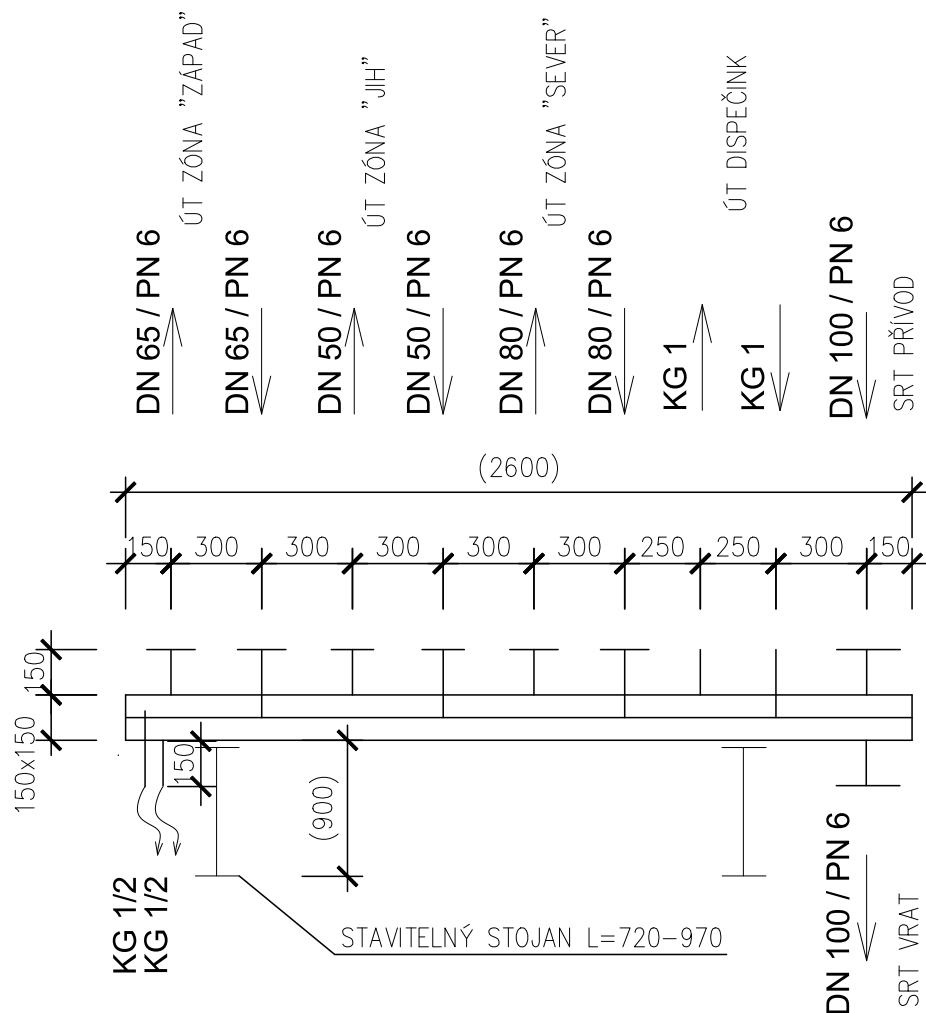 DN 65 / PN 6
ÚT ZÓNA "ZÁPAD"
DN 65 / PN 6
DN 50 / PN 6
ÚT ZÓNA "JIH"
DN 50 / PN 6
DN 80 / PN 6
ÚT ZÓNA "SEVER"
DN 80 / PN 6
KG 1
ÚT DISPEČINK
KG 1
DN 100 / PN 6
SRT PŘÍVOD
(2600)
150 300 300 300 300 300 250 250 300 150
150
150x150
150
(900)
KG 1/2
KG 1/2
STAVITELNÝ STOJAN L=720-970
DN 100 / PN 6
SRT VRAT